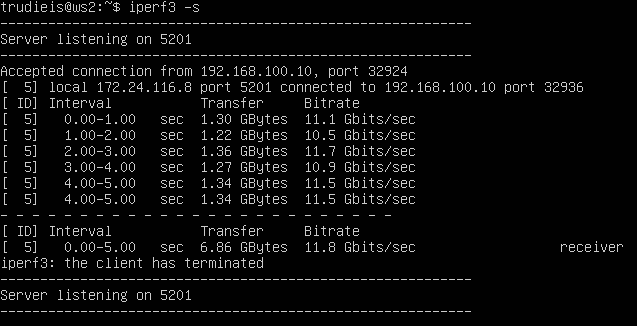 trudieis@ws2:~$ iperf3 -s
-----------------------------------------------------------
Server listening on 5201
-----------------------------------------------------------
Accepted connection from 192.168.100.10, port 32924
[  5] local 172.24.116.8 port 5201 connected to 192.168.100.10 port 32936
[ ID] Interval           Transfer     Bitrate
[  5]   0.00-1.00   sec  1.30 GBytes  11.1 Gbits/sec
[  5]   1.00-2.00   sec  1.22 GBytes  10.5 Gbits/sec
[  5]   2.00-3.00   sec  1.36 GBytes  11.7 Gbits/sec
[  5]   3.00-4.00   sec  1.27 GBytes  10.9 Gbits/sec
[  5]   4.00-5.00   sec  1.34 GBytes  11.5 Gbits/sec
[  5]   4.00-5.00   sec  1.34 GBytes  11.5 Gbits/sec
- - - - - - - - - - - - - - - - - - - - - - - - -
[ ID] Interval           Transfer     Bitrate
[  5]   0.00-5.00   sec  6.86 GBytes  11.8 Gbits/sec                  receiver
iperf3: the client has terminated
-----------------------------------------------------------
Server listening on 5201
-----------------------------------------------------------